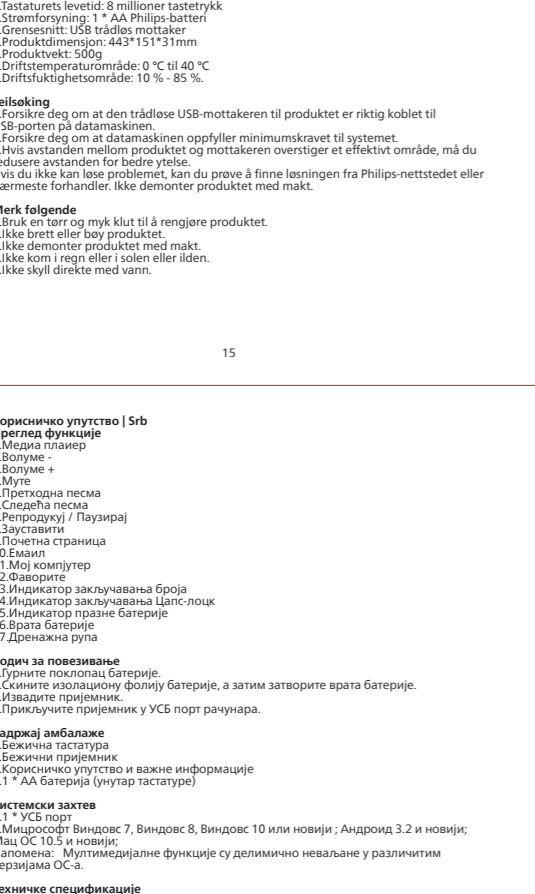 .Tastaturets levetid: 8 millioner tastetrykk
.Strømforsyning: 1 * AA Philips-batteri
.Grensesnitt: USB trådløs mottaker
.Produktdimensjon: 443*151*31mm
.Produktvekt: 500g
.Driftstemperaturområde: 0 °C til 40 °C
.Driftsfuktighetsområde: 10 % - 85 %.
eilsøking
.Forsikre deg om at den trådløse USB-mottakeren til produktet er riktig koblet til
SB-porten på datamaskinen.
.Forsikre deg om at datamaskinen oppfyller minimumskravet til systemet.
.Hvis avstanden mellom produktet og mottakeren overstiger et effektivt område, må du
edusere avstanden for bedre ytelse.
vis du ikke kan løse problemet, kan du prøve å finne løsningen fra Philips-nettstedet eller
ærmeste forhandler. Ikke demonter produktet med makt.
Merk følgende
.Bruk en tørr og myk klut til å rengjøre produktet.
.Ikke brett eller bøy produktet.
.Ikke demonter produktet med makt.
.Ikke kom i regn eller i solen eller ilden.
.Ikke skyll direkte med vann.
15
орисничко упутство | Srb
реглед функције
.Медиа плаиер
.Волуме -
.Волуме +
.Муте
.Претходна песма
.Следећа песма
.Репродукуј / Паузирај
.Зауставити
.Почетна страница
0.Емаил
1.Мој компјутер
2.Фаворите
3.Индикатор закључавања броја
4.Индикатор закључавања Цапс-лоцк
5.Индикатор празне батерије
6.Врата батерије
7.Дренажна рупа
одич за повезивање
.Гурните поклопац батерије.
.Скините изолациону фолију батерије, а затим затворите врата батерије.
.Извадите пријемник.
.Прикључите пријемник у УСБ порт рачунара.
адржај амбалаже
.Бежична тастатура
.Бежични пријемник
.Корисничко упутство и важне информације
.1 * АА батерија (унутар тастатуре)
истемски захтев
.1 * УСБ порт
.Мицрософт Виндовс 7, Виндовс 8, Виндовс 10 или новији ; Андроид 3.2 и новији;
Мац ОС 10.5 и новији;
апомена: Мултимедијалне функције су делимично неваљане у различитим
ерзијама ОС-а.
ехничке спецификације